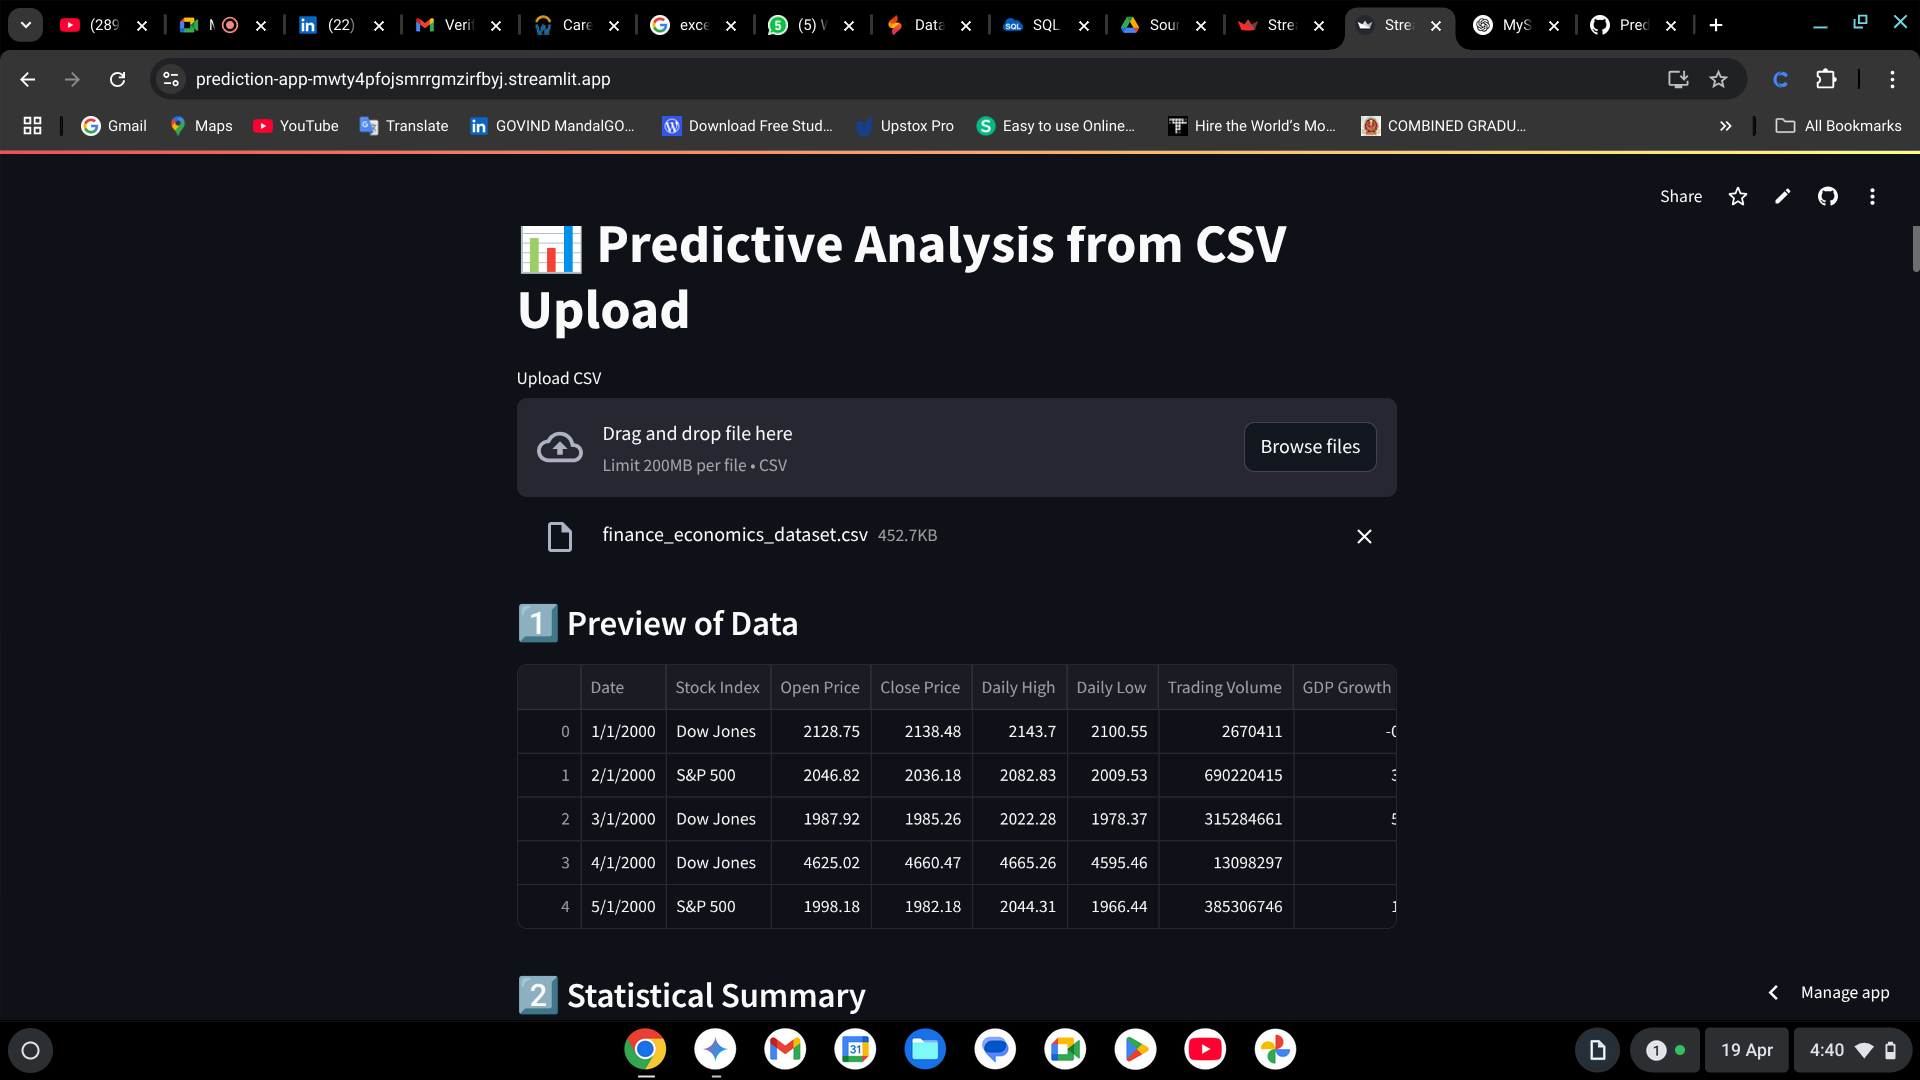 (289
M
(22)
Verif
Care
exce
(5) W
Data
SQL
Sour
Strea
Strea
MyS
Pred
prediction-app-mwty4pfojsmrrgmzirfbyj.streamlit.app
Gmail
Maps
YouTube
Translate
GOVIND MandalGO...
Download Free Stud...
Upstox Pro
Easy to use Online...
Hire the World's Mo...
COMBINED GRADU...
All Bookmarks
Share
Predictive Analysis from CSV
Upload
Upload CSV
Drag and drop file here
Limit 200MB per file • CSV
Browse files
finance_economics_dataset.csv 452.7KB
1 Preview of Data
Date Stock Index Open Price Close Price Daily High Daily Low Trading Volume GDP Growth
0 1/1/2000 Dow Jones 2128.75 2138.48 2143.7 2100.55 2670411 -0
1 2/1/2000 S&P 500 2046.82 2036.18 2082.83 2009.53 690220415 3
2 3/1/2000 Dow Jones 1987.92 1985.26 2022.28 1978.37 315284661 5
3 4/1/2000 Dow Jones 4625.02 4660.47 4665.26 4595.46 13098297
4 5/1/2000 S&P 500 1998.18 1982.18 2044.31 1966.44 385306746 1
2 Statistical Summary
Manage app
31
1
19 Apr
4:40